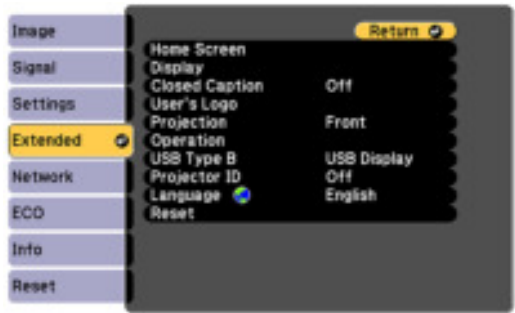 Image
Signal
Settings
Extended
Network
ECO
Info
Reset
Return
Home Screen
Display
Closed Caption Off
User's Logo
Projection Front
Operation
USB Type B USB Display
Projector ID Off
Language English
Reset